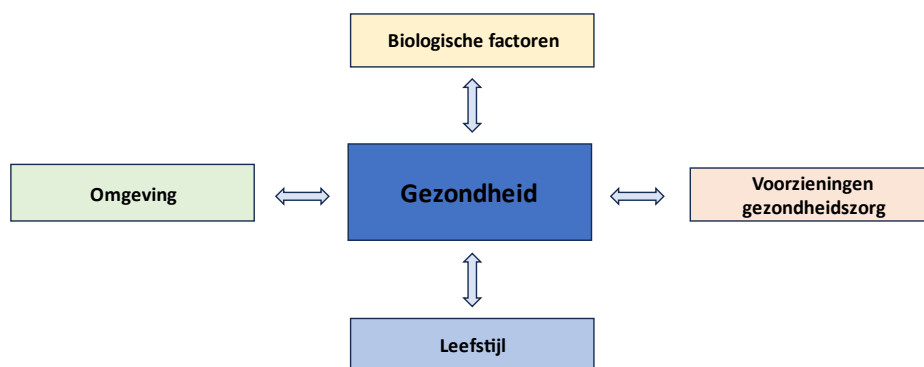 Biologische factoren
Omgeving
Gezondheid
Voorzieningen
gezondheidszorg
Leefstijl